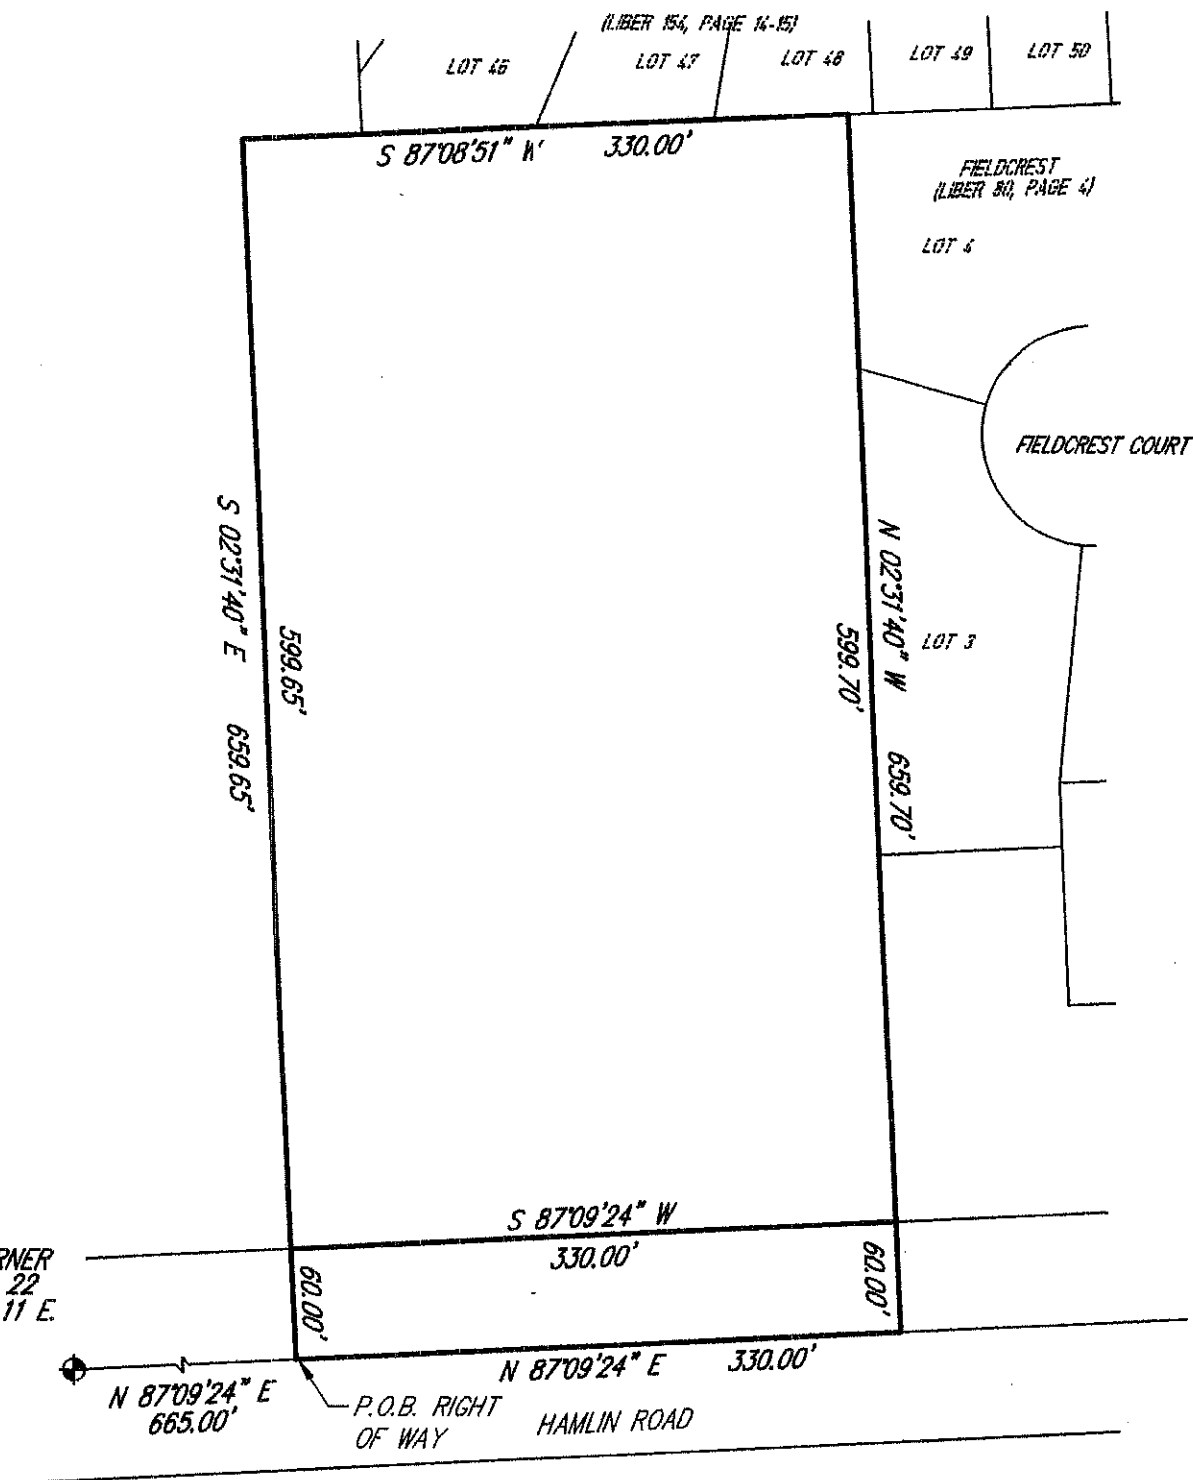 (LIBER 154, PAGE 14-15)
LOT 46
LOT 47
LOT 48
LOT 49
LOT 50
S 87°08'51" W 330.00'
FIELDCREST
(LIBER 80, PAGE 4)
LOT 4
FIELDCREST COURT
S 02°31'40" E 659.65'
599.65'
599.70'
N 02°31'40" W 659.70'
LOT 3
S 87°09'24" W
330.00'
60.00'
60.00'
RNER
22
11 E.
N 87°09'24" E
665.00'
N 87°09'24" E 330.00'
P.O.B. RIGHT
OF WAY
HAMLIN ROAD